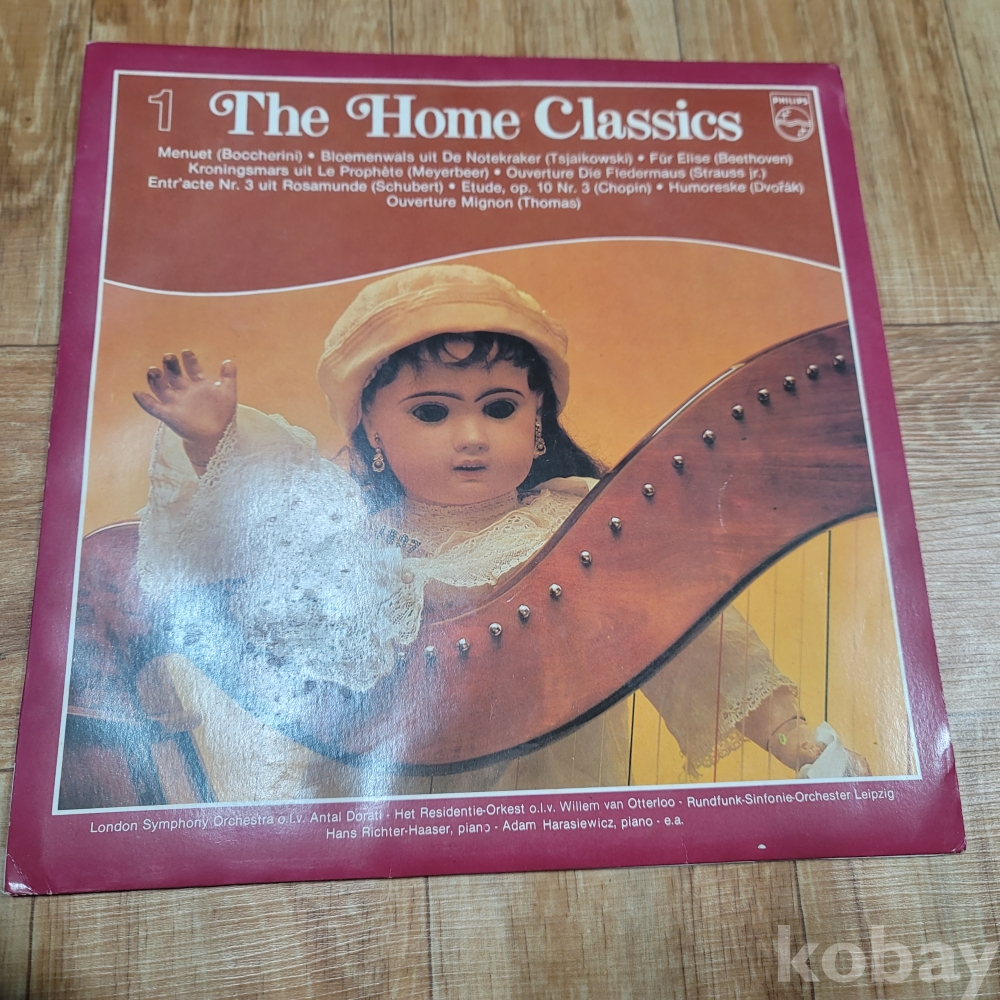 1 The Home Classics
PHILIPS
Menuet (Boccherini) • Bloemenwals uit De Notekraker (Tsjaikowski) • Für Elise (Beethoven)
Kroningsmars uit Le Prophète (Meyerbeer) • Ouverture Die Fledermaus (Strauss jr.)
Entr'acte Nr. 3 uit Rosamunde (Schubert) • Etude, op. 10 Nr. 3 (Chopin) • Humoreske (Dvořák)
Ouverture Mignon (Thomas)
London Symphony Orchestra o.l.v. Antal Dorati - Het Residentie-Orkest o.l.v. Willem van Otterloo - Rundfunk-Sinfonie-Orchester Leipzig
Hans Richter-Haaser, piano - Adam Harasiewicz, piano - e.a.
kobay